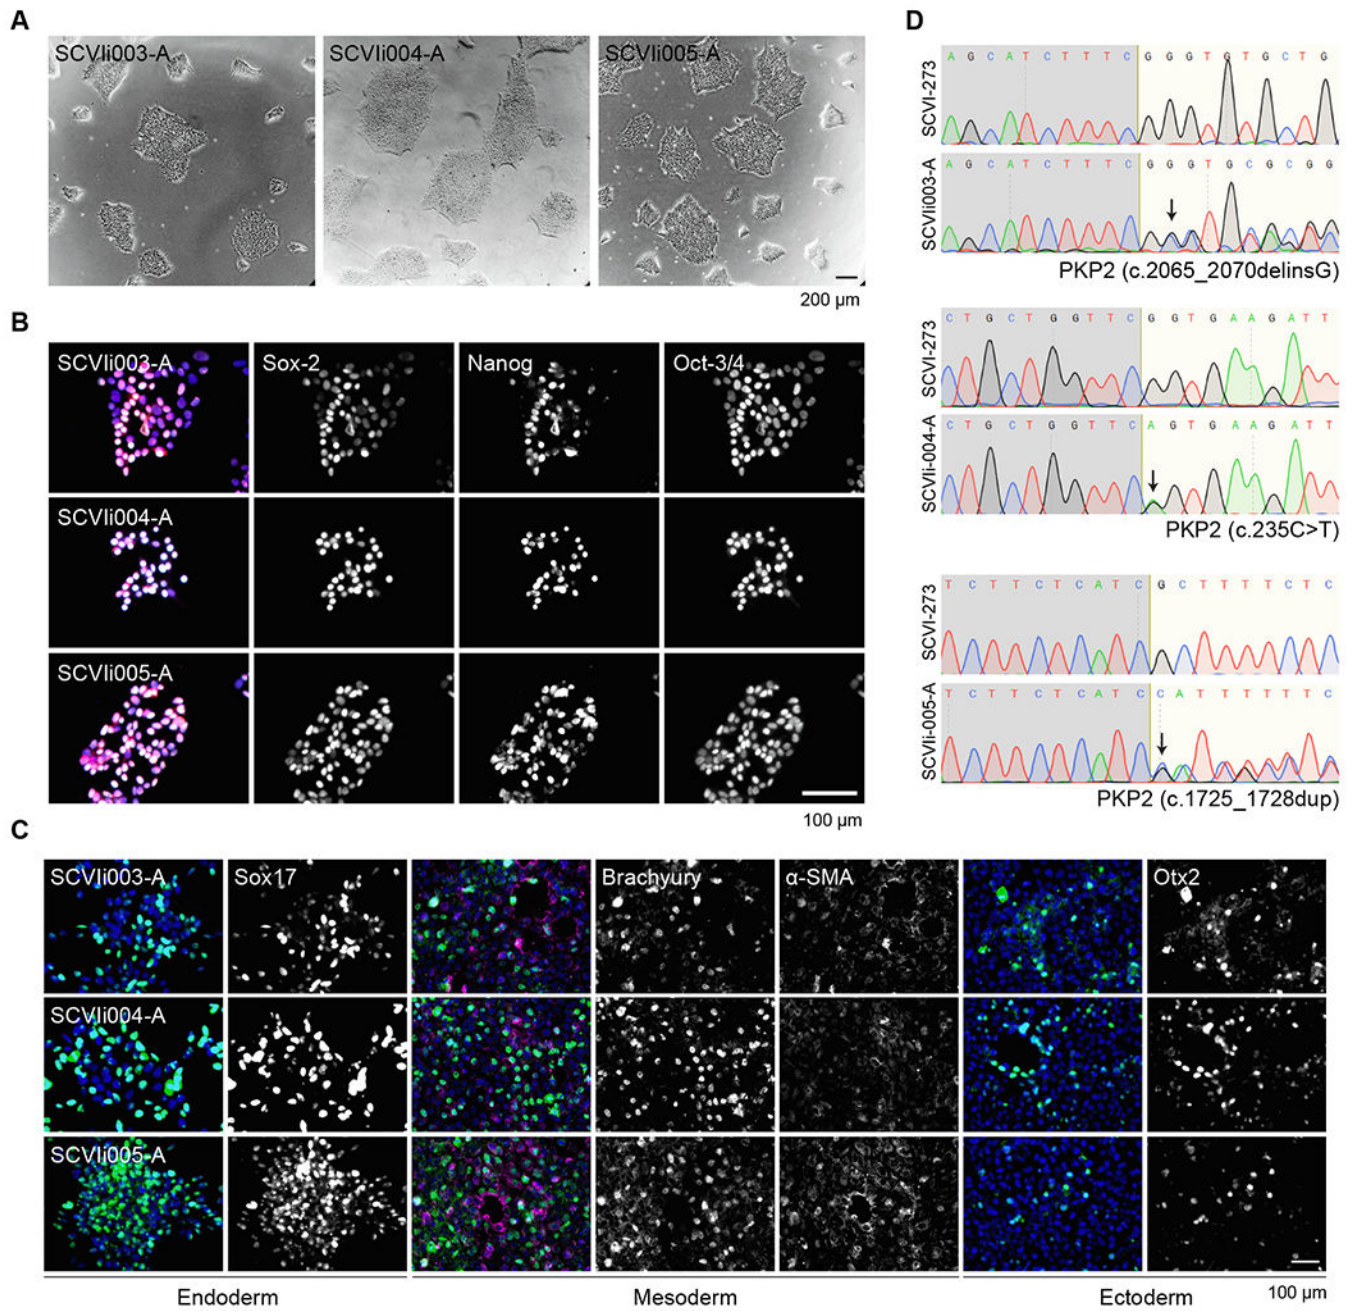 A
SCVIi003-A
SCVIi004-A
SCVIi005-A
200 µm
B
SCVIi003-A
Sox-2
Nanog
Oct-3/4
SCVIi004-A
SCVIi005-A
100 µm
C
SCVIi003-A
Sox17
Brachyury
α-SMA
Otx2
SCVIi004-A
SCVIi005-A
Endoderm
Mesoderm
Ectoderm
100 µm
D
SCVI-273
A G C A T C T T T C G G G T G T G C T G
SCVIi003-A
A G C A T C T T T C G G G T G C G C G G
PKP2 (c.2065_2070delinsG)
SCVI-273
C T G C T G G T T C G G T G A A G A T T
SCVIi-004-A
C T G C T G G T T C A G T G A A G A T T
PKP2 (c.235C>T)
SCVI-273
T C T T C T C A T C G C T T T T C T C
SCVIi-005-A
T C T T C T C A T C C A T T T T T T C
PKP2 (c.1725_1728dup)